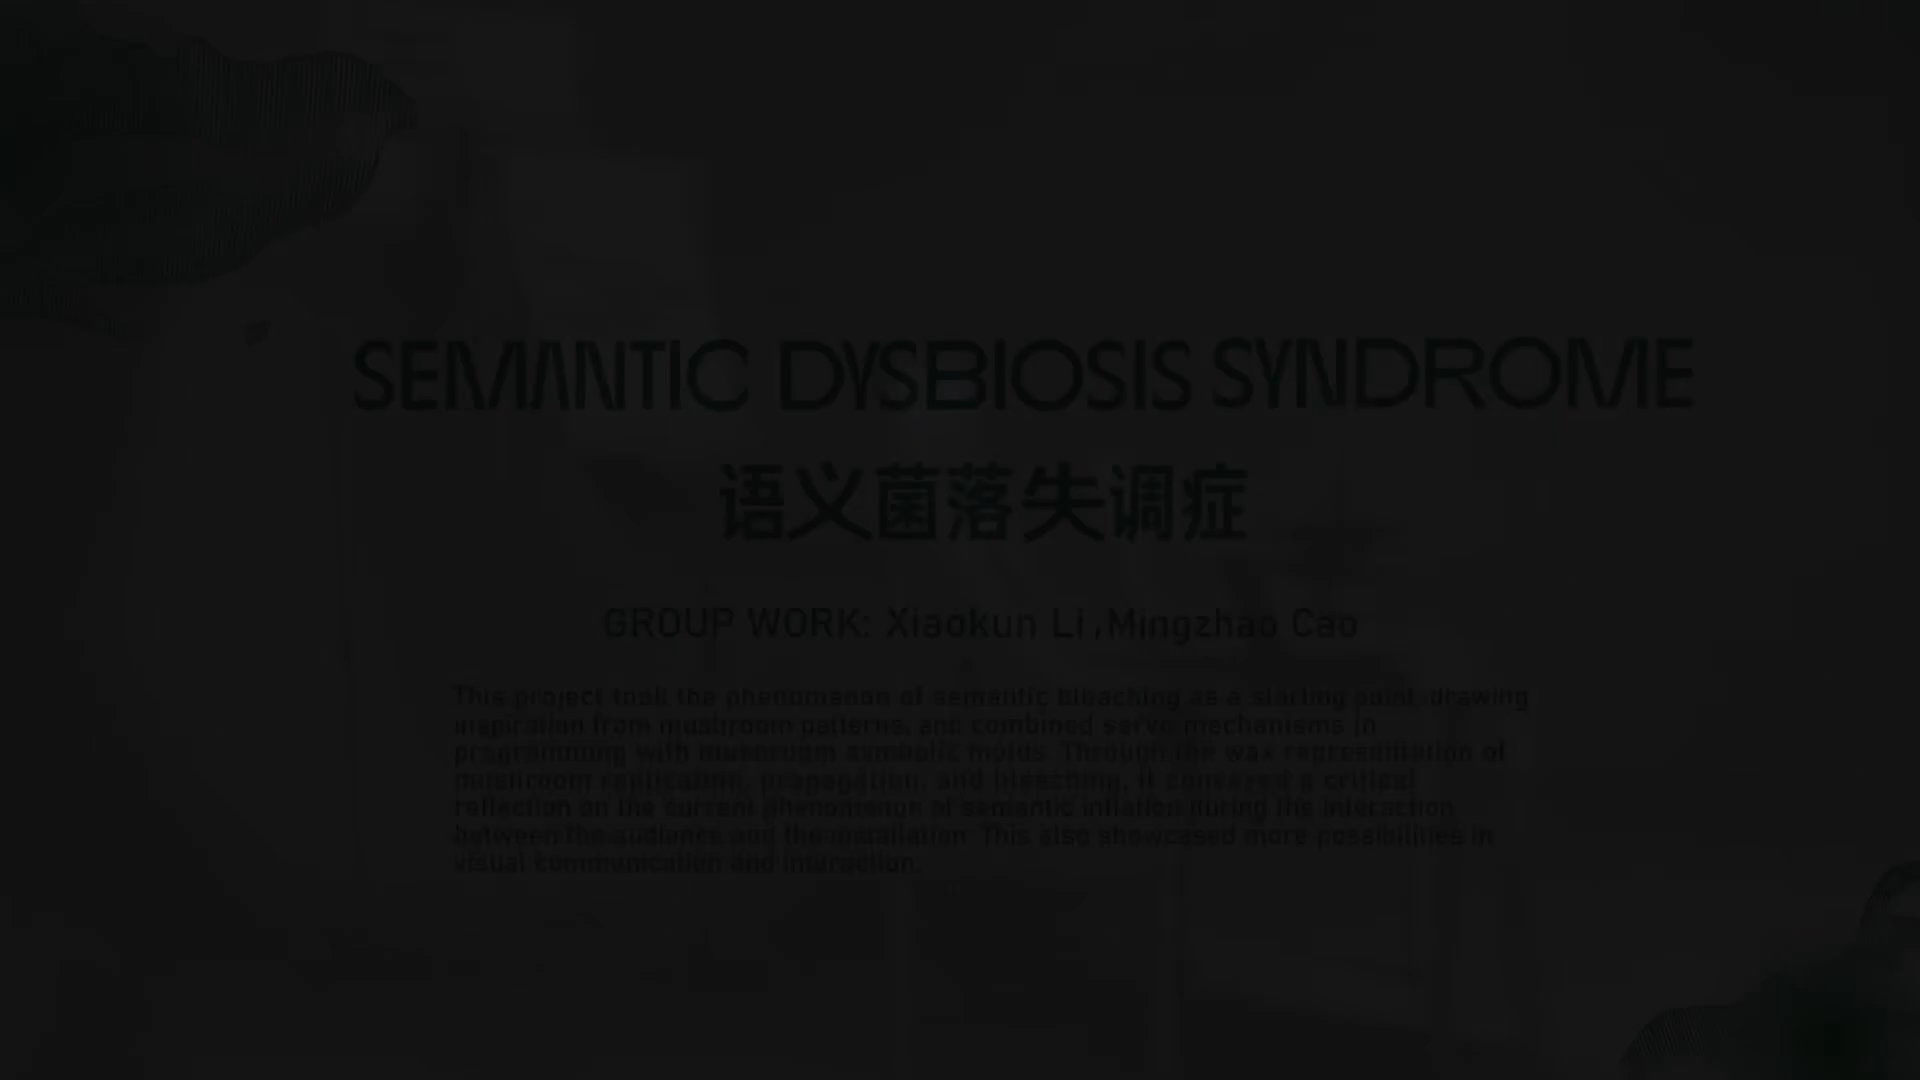 SEMANTIC DYSBIOSIS SYNDROME
语义菌落失调症
GROUP WORK: Xiaokun Li ,Mingzhao Cao
This project took the phenomenon of semantic bleaching as a starting point, drawing
inspiration from mushroom patterns, and combined servo mechanisms in
programming with mushroom symbolic molds. Through the wax representation of
mushroom replication, propagation, and bleaching, it conveyed a critical
reflection on the current phenomenon of semantic inflation during the interaction
between the audience and the installation. This also showcased more possibilities in
visual communication and interaction.